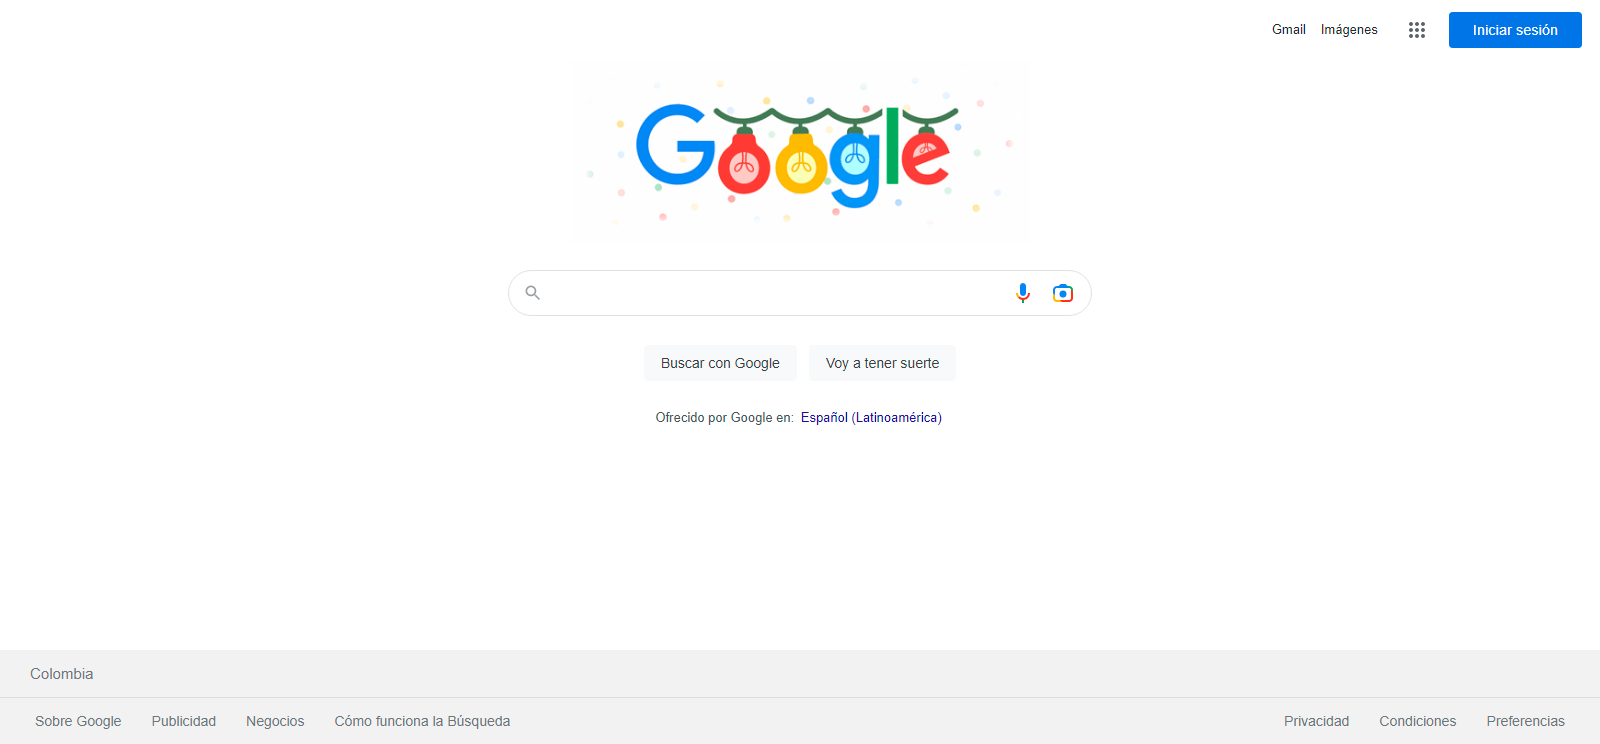 Gmail Imágenes Iniciar sesión
Google
Buscar con Google Voy a tener suerte
Ofrecido por Google en: Español (Latinoamérica)
Colombia
Sobre Google Publicidad Negocios Cómo funciona la Búsqueda Privacidad Condiciones Preferencias